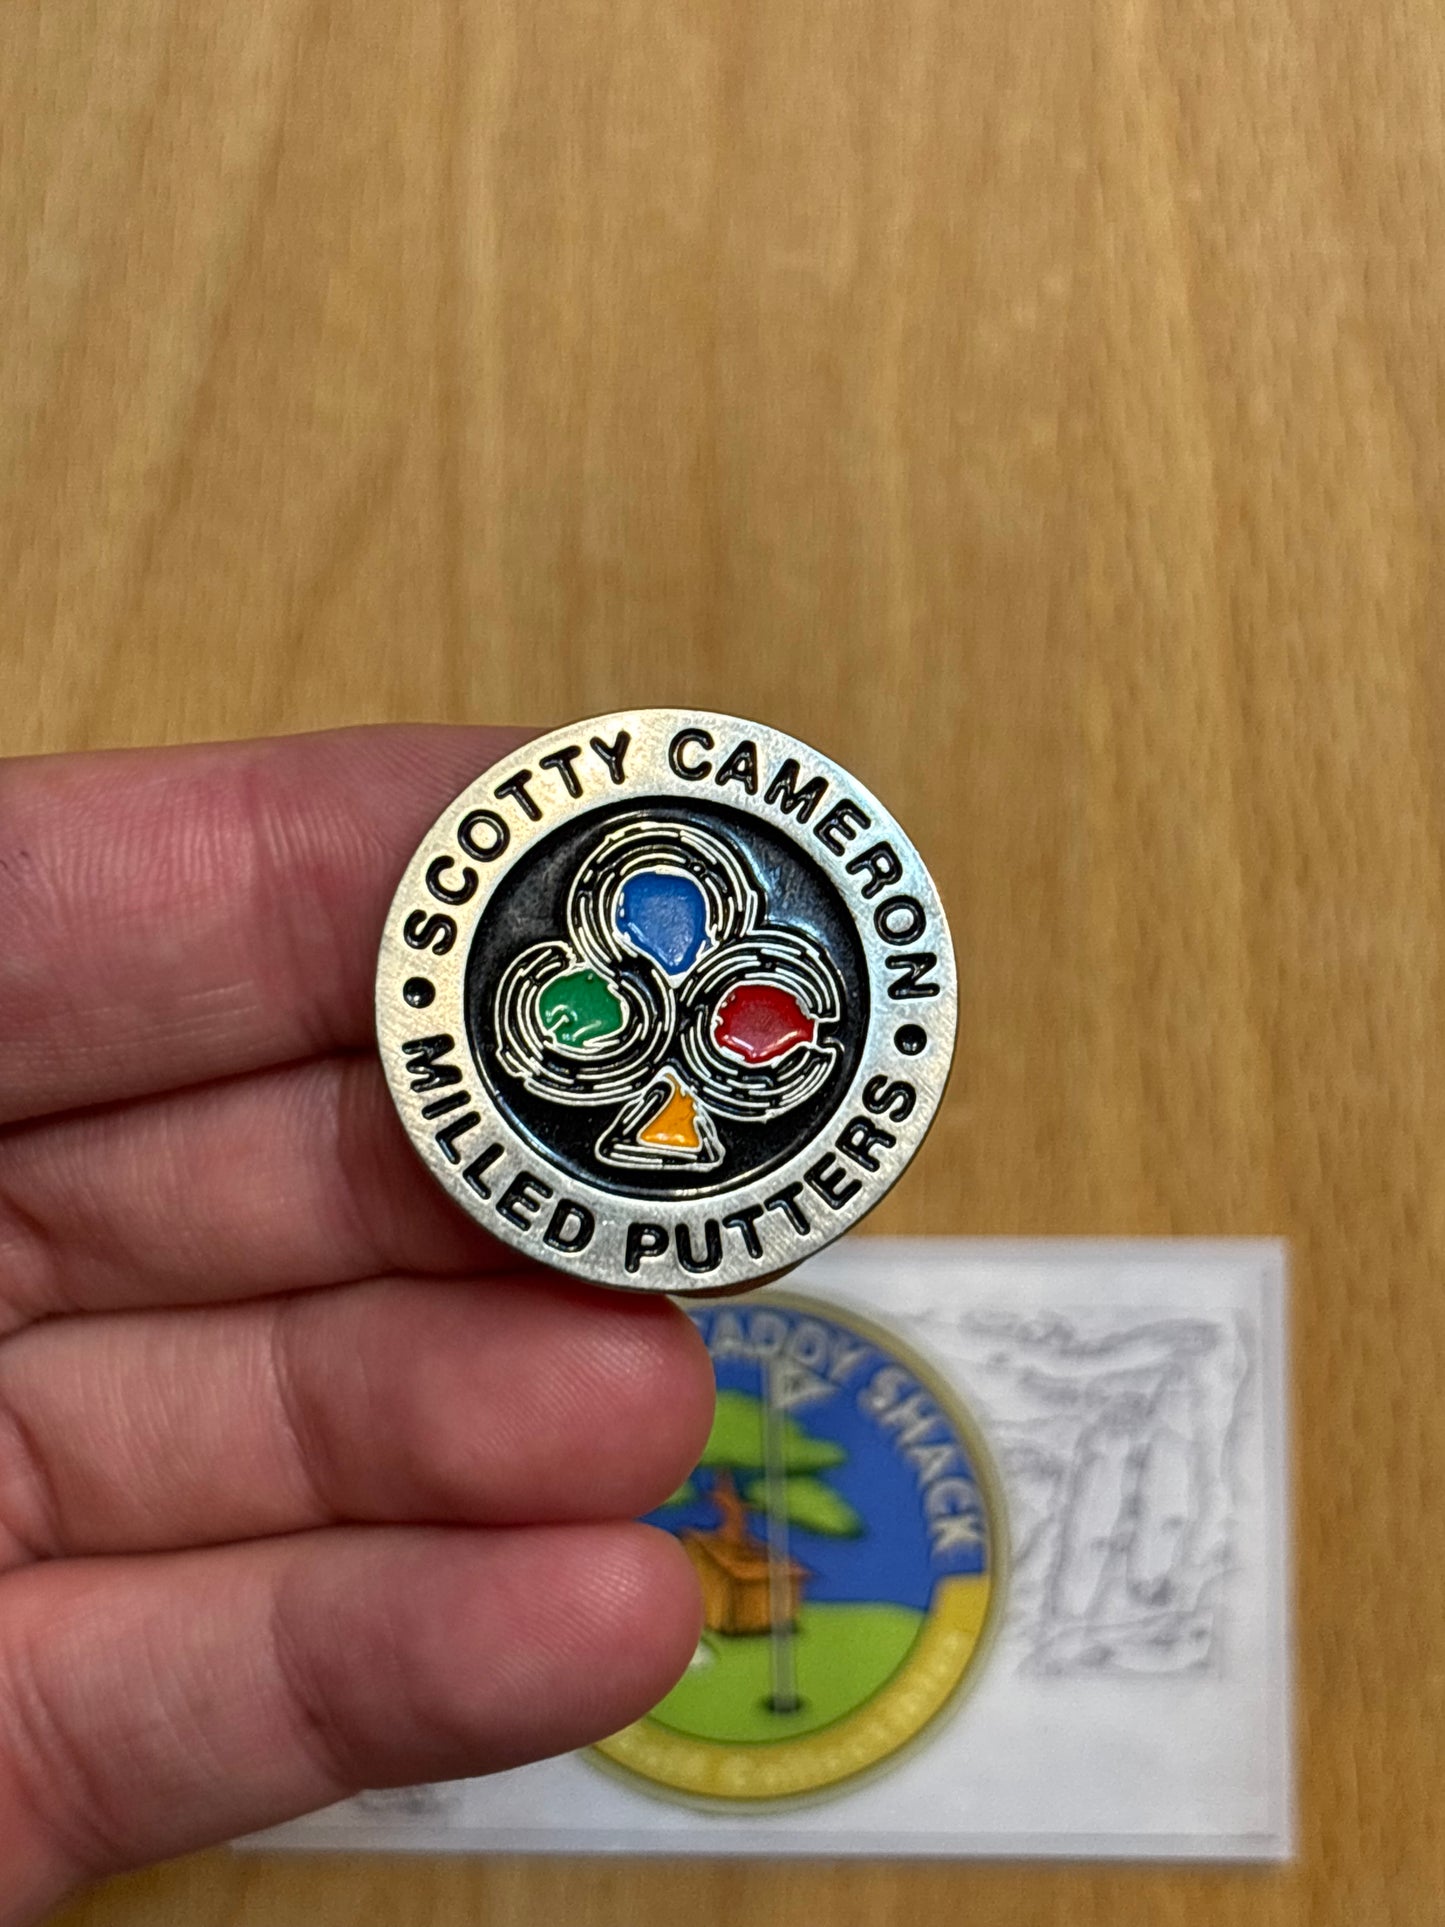 SCOTTY CAMERON
MILLED PUTTERS
CADDY SHACK